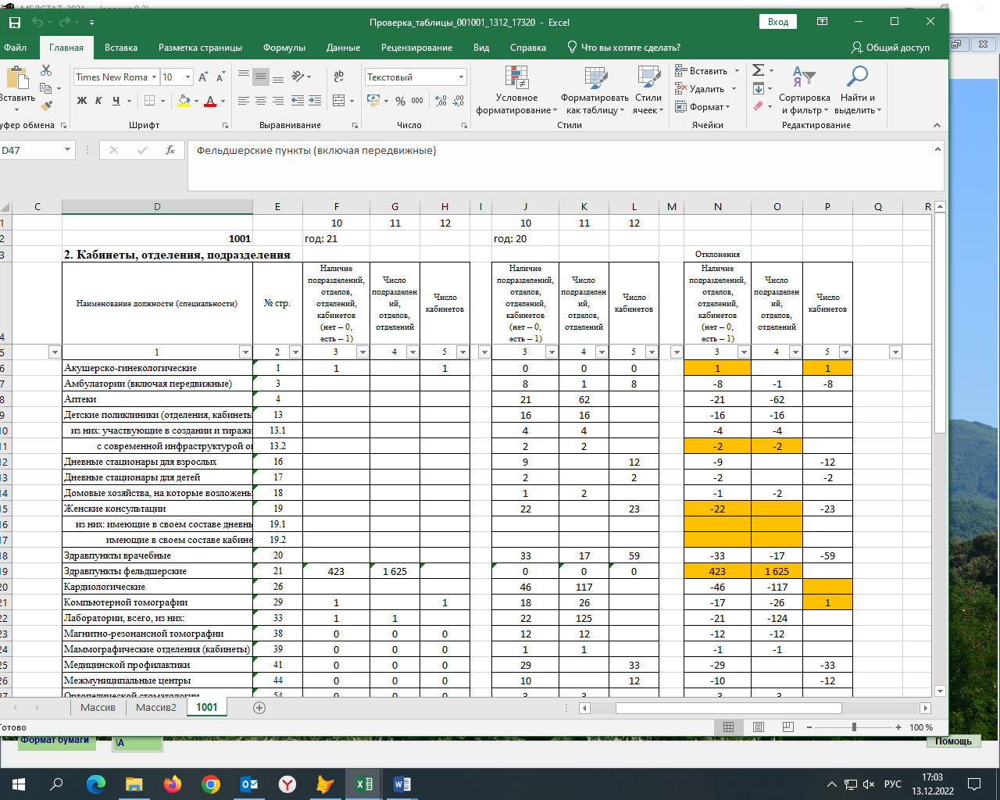 МЕДСТАТ 2021
Проверка_таблицы_001001_1312_17320 - Excel
Вход
Файл Главная Вставка Разметка страницы Формулы Данные Рецензирование Вид Справка Что вы хотите сделать? Общий доступ
Вставить
Times New Roma 10
Ж К Ч А
Текстовый
% 000
Условное форматирование
Форматировать как таблицу
Стили ячеек
Вставить
Удалить
Формат
Сортировка и фильтр
Найти и выделить
уфер обмена Шрифт Выравнивание Число Стили Ячейки Редактирование
D47 fx Фельдшерские пункты (включая передвижные)
C D E F G H I J K L M N O P Q R
1 10 11 12 10 11 12
2 1001 год: 21 год: 20
3 2. Кабинеты, отделения, подразделения Отклонения
4 Наименование должности (специальности) № стр. Наличие подразделений, отделов, отделений, кабинетов (нет – 0, есть – 1) Число подразделений, отделов, отделений Число кабинетов Наличие подразделений, отделов, отделений, кабинетов (нет – 0, есть – 1) Число подразделений, отделов, отделений Число кабинетов Наличие подразделений, отделов, отделений, кабинетов (нет – 0, есть – 1) Число подразделений, отделов, отделений Число кабинетов
5 1 2 3 4 5 3 4 5 3 4 5
6 Акушерско-гинекологические 1 1 1 0 0 0 1 1
7 Амбулатории (включая передвижные) 3 8 1 8 -8 -1 -8
8 Аптеки 4 21 62 -21 -62
9 Детские поликлиники (отделения, кабинеты 13 16 16 -16 -16
10 из них: участвующие в создании и тиражи 13.1 4 4 -4 -4
11 с современной инфраструктурой о 13.2 2 2 -2 -2
12 Дневные стационары для взрослых 16 9 12 -9 -12
13 Дневные стационары для детей 17 2 2 -2 -2
14 Домовые хозяйства, на которые возложены 18 1 2 -1 -2
15 Женские консультации 19 22 23 -22 -23
16 из них: имеющие в своем составе дневн 19.1
17 имеющие в своем составе кабине 19.2
18 Здравпункты врачебные 20 33 17 59 -33 -17 -59
19 Здравпункты фельдшерские 21 423 1 625 0 0 0 423 1 625
20 Кардиологические 26 46 117 -46 -117
21 Компьютерной томографии 29 1 1 18 26 -17 -26 1
22 Лаборатории, всего, из них: 33 1 1 22 125 -21 -124
23 Магнитно-резонансной томографии 38 0 0 0 12 12 -12 -12
24 Маммографические отделения (кабинеты) 39 0 0 0 1 1 -1 -1
25 Медицинской профилактики 41 0 0 0 29 33 -29 -33
26 Межмуниципальные центры 44 0 0 0 10 12 -10 -12
27 Ортопедической стоматологии 54 0 0 0 3 3 -3 -3
Массив Массив2 1001
Готово 100 %
Формат бумаги \A Помощь
РУС 17:03
13.12.2022